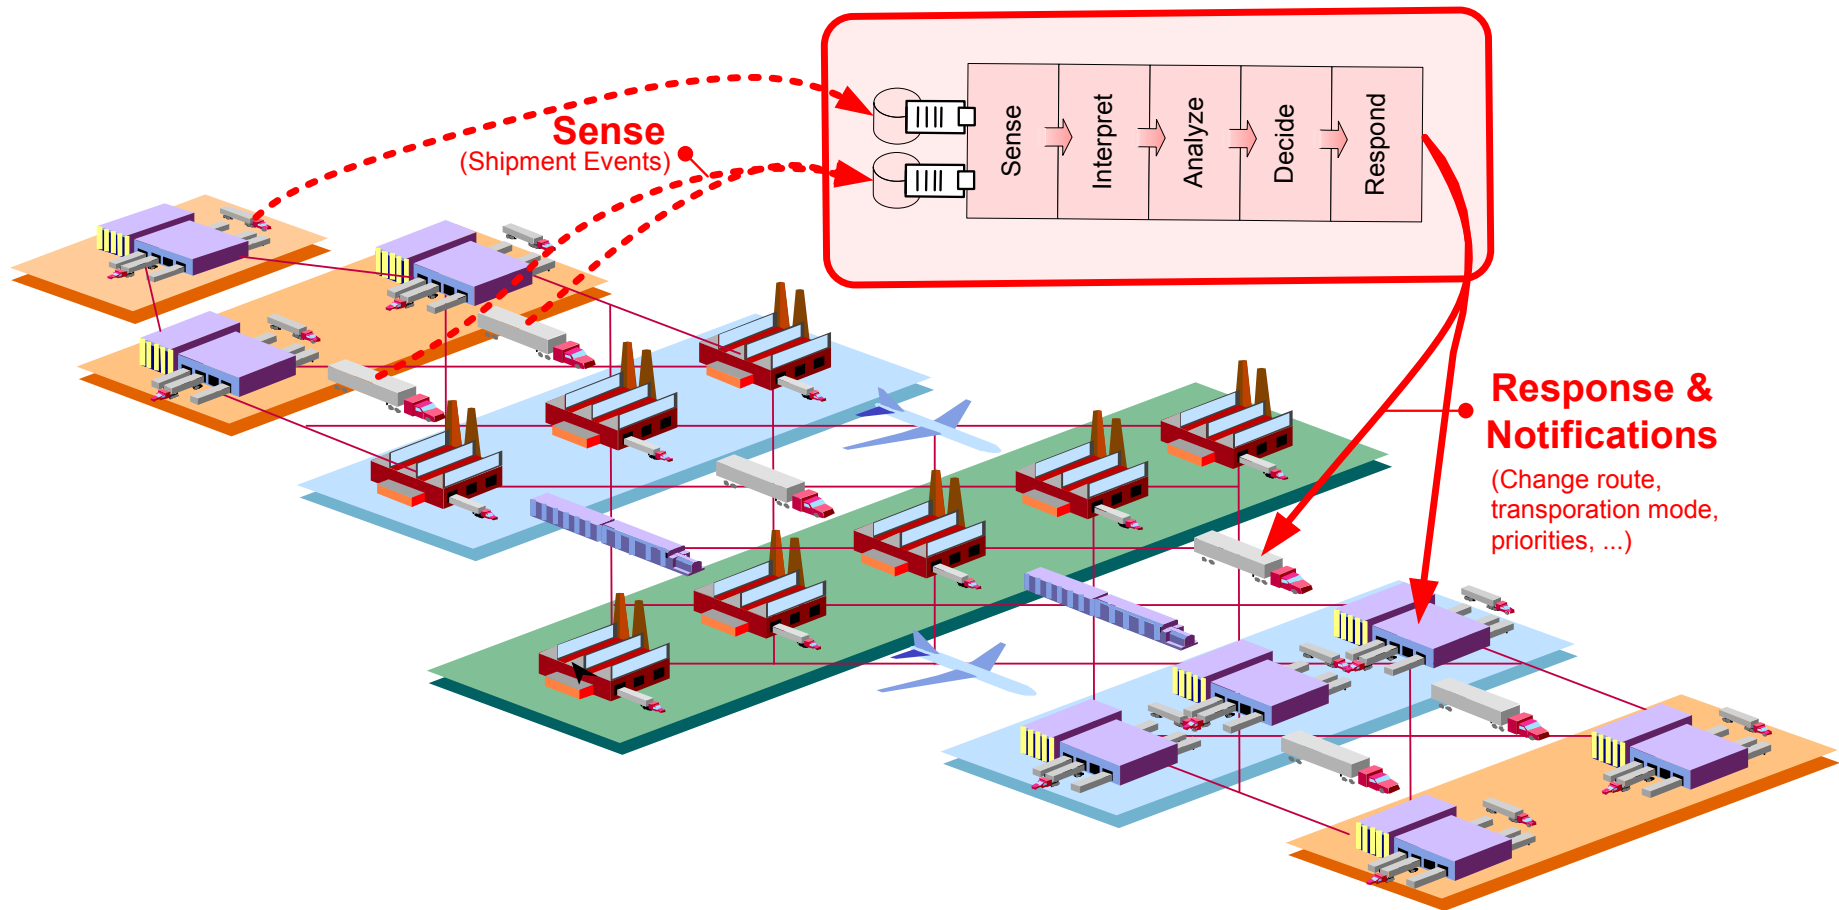 Sense
(Shipment Events)
Sense
Interpret
Analyze
Decide
Respond
Response &
Notifications
(Change route,
transporation mode,
priorities, ...)